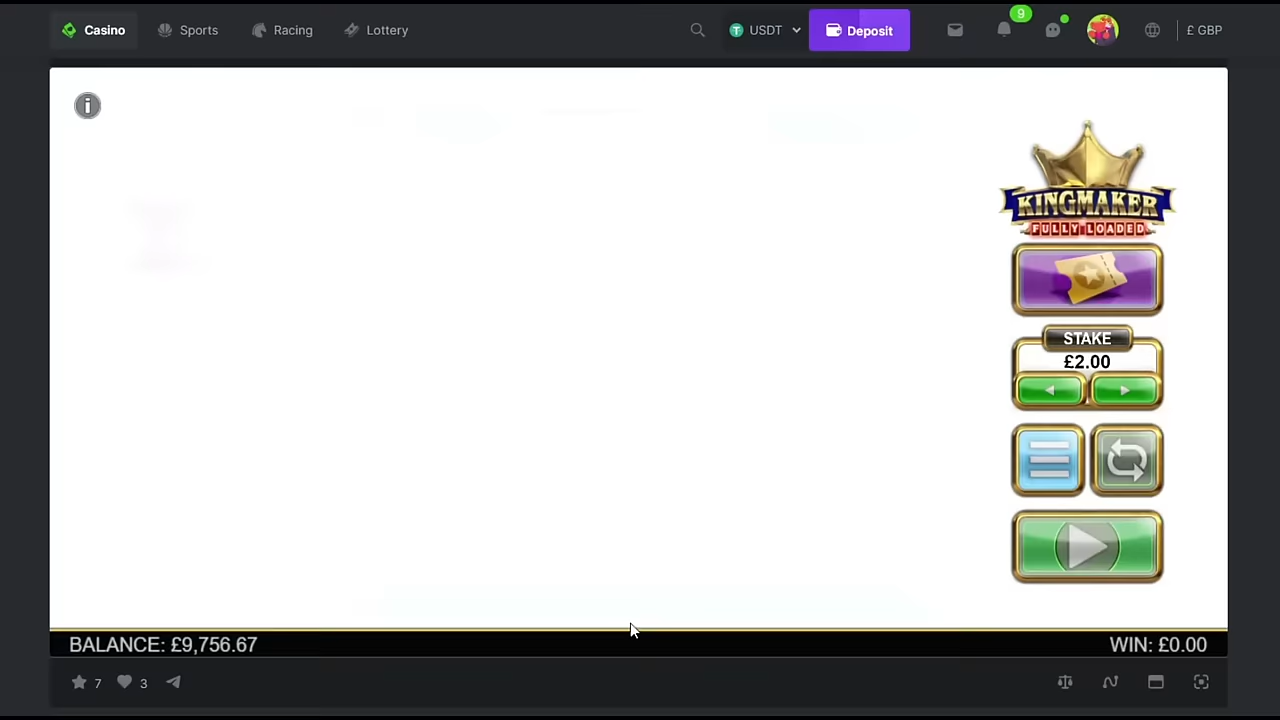 Casino
Sports
Racing
Lottery
USDT
Deposit
9
£ GBP
KINGMAKER
FULLY LOADED
STAKE
£2.00
BALANCE: £9,756.67
WIN: £0.00
7
3